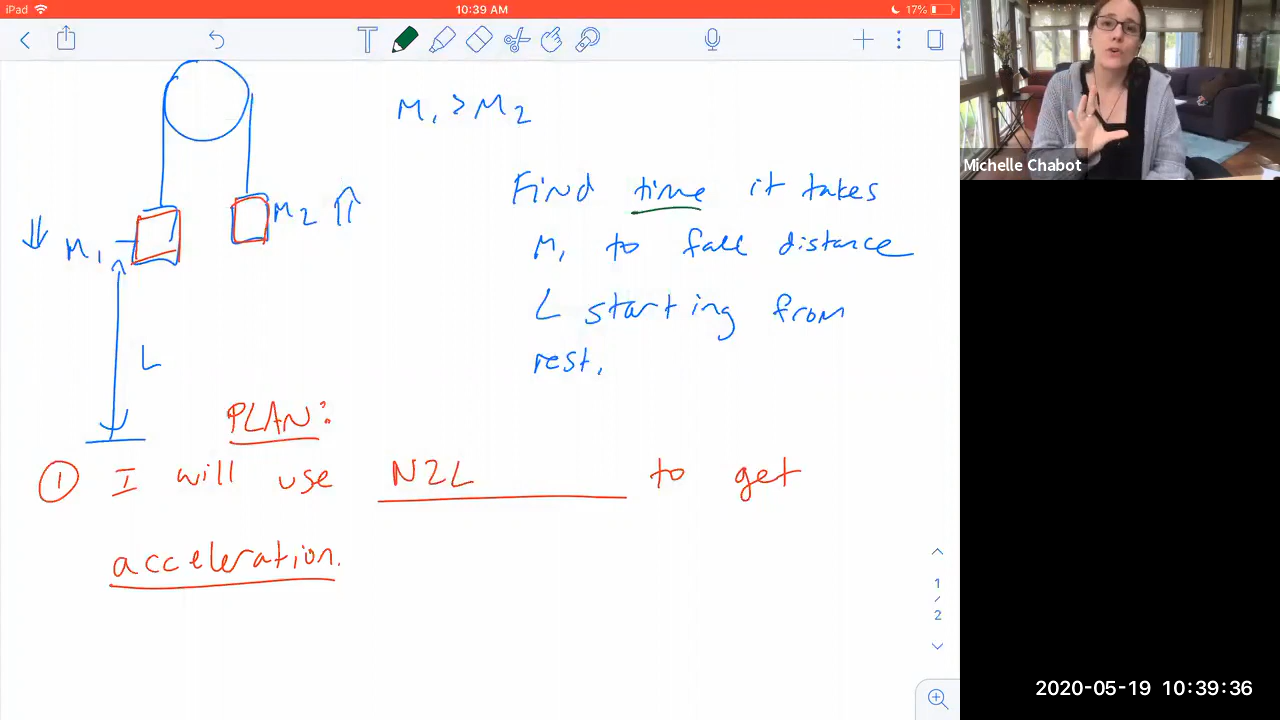 iPad 10:39 AM 17%
M₁ > M₂
Find time it takes
M₁ to fall distance
L starting from
rest.
M₂
M₁
L
PLAN:
① I will use N2L to get
acceleration.
1
/
2
T
Michelle Chabot
2020-05-19 10:39:36